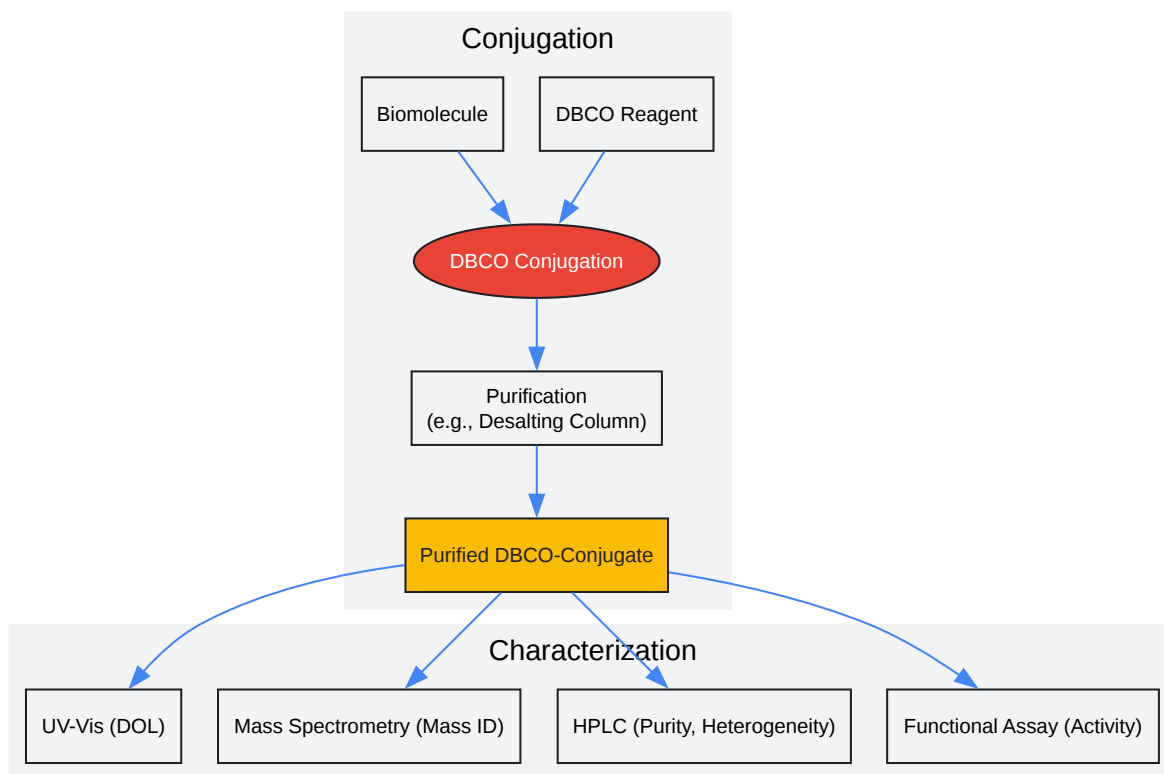 Conjugation
Biomolecule
DBCO Reagent
DBCO Conjugation
Purification
(e.g., Desalting Column)
Purified DBCO-Conjugate
Characterization
UV-Vis (DOL)
Mass Spectrometry (Mass ID)
HPLC (Purity, Heterogeneity)
Functional Assay (Activity)